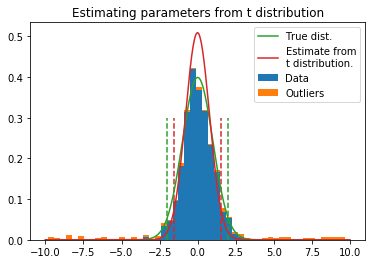 Estimating parameters from t distribution
0.5
0.4
0.3
0.2
0.1
0.0
−10.0
−7.5
−5.0
−2.5
0.0
2.5
5.0
7.5
10.0
True dist.
Estimate from
t distribution.
Data
Outliers